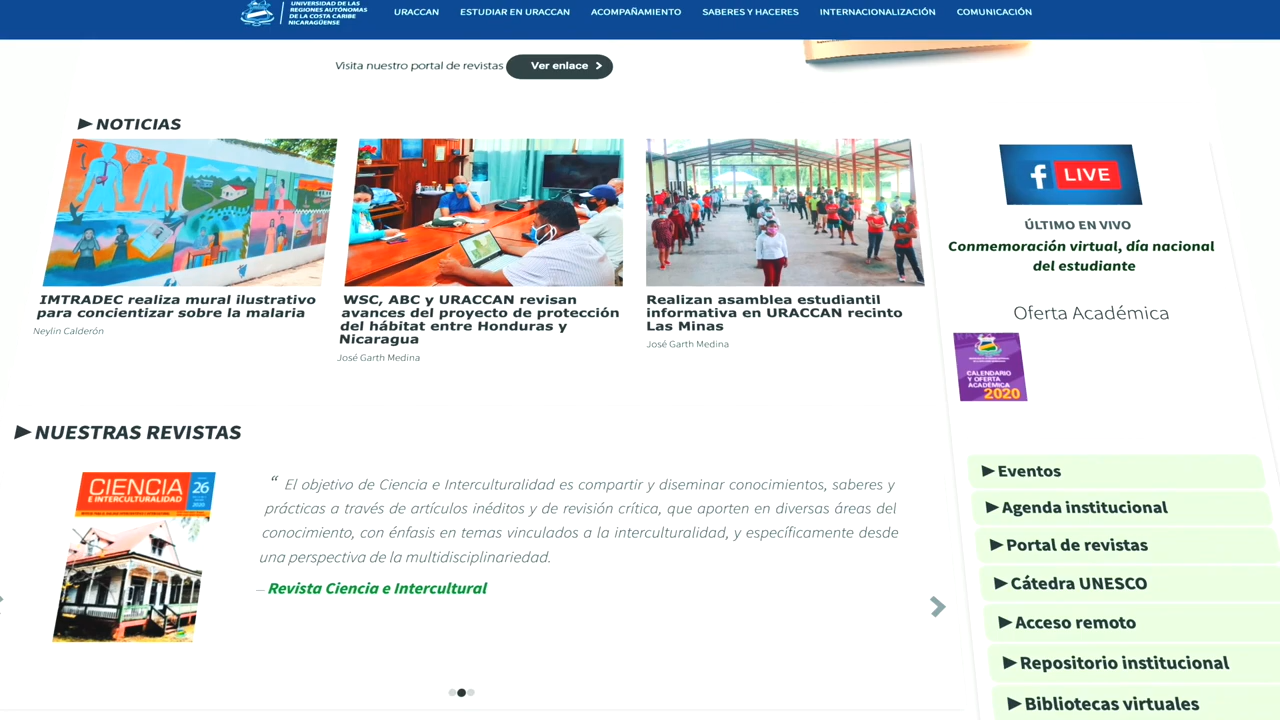 UNIVERSIDAD DE LAS
REGIONES AUTÓNOMAS
DE LA COSTA CARIBE
NICARAGÜENSE
URACCAN
ESTUDIAR EN URACCAN
ACOMPAÑAMIENTO
SABERES Y HACERES
INTERNACIONALIZACIÓN
COMUNICACIÓN
Visita nuestro portal de revistas
Ver enlace
NOTICIAS
IMTRADEC realiza mural ilustrativo
para concientizar sobre la malaria
Neylin Calderón
WSC, ABC y URACCAN revisan
avances del proyecto de protección
del hábitat entre Honduras y
Nicaragua
José Garth Medina
Realizan asamblea estudiantil
informativa en URACCAN recinto
Las Minas
José Garth Medina
f LIVE
ÚLTIMO EN VIVO
Conmemoración virtual, día nacional
del estudiante
Oferta Académica
CALENDARIO
Y OFERTA
ACADÉMICA
2020
NUESTRAS REVISTAS
CIENCIA
E INTERCULTURALIDAD
26
2020
“ El objetivo de Ciencia e Interculturalidad es compartir y diseminar conocimientos, saberes y
prácticas a través de artículos inéditos y de revisión crítica, que aporten en diversas áreas del
conocimiento, con énfasis en temas vinculados a la interculturalidad, y específicamente desde
una perspectiva de la multidisciplinariedad.
— Revista Ciencia e Intercultural
Eventos
Agenda institucional
Portal de revistas
Cátedra UNESCO
Acceso remoto
Repositorio institucional
Bibliotecas virtuales